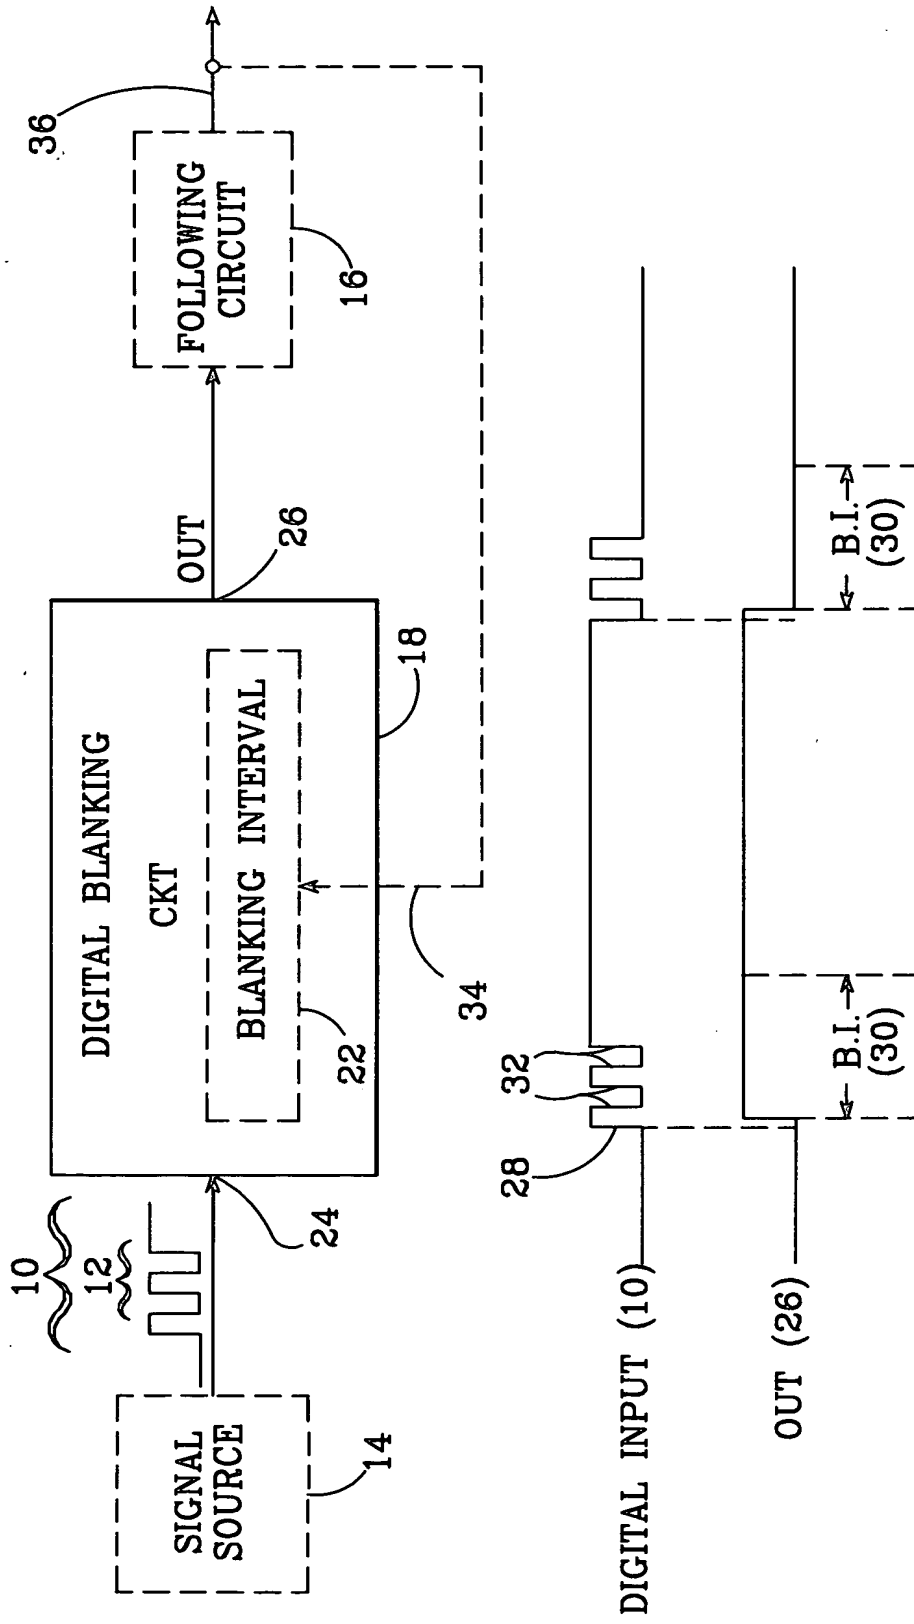 10
12
SIGNAL
SOURCE
14
24
DIGITAL BLANKING
CKT
BLANKING INTERVAL
22
18
34
OUT
26
FOLLOWING
CIRCUIT
16
36
DIGITAL INPUT (10)
28
32
OUT (26)
B.I.
(30)
B.I.
(30)